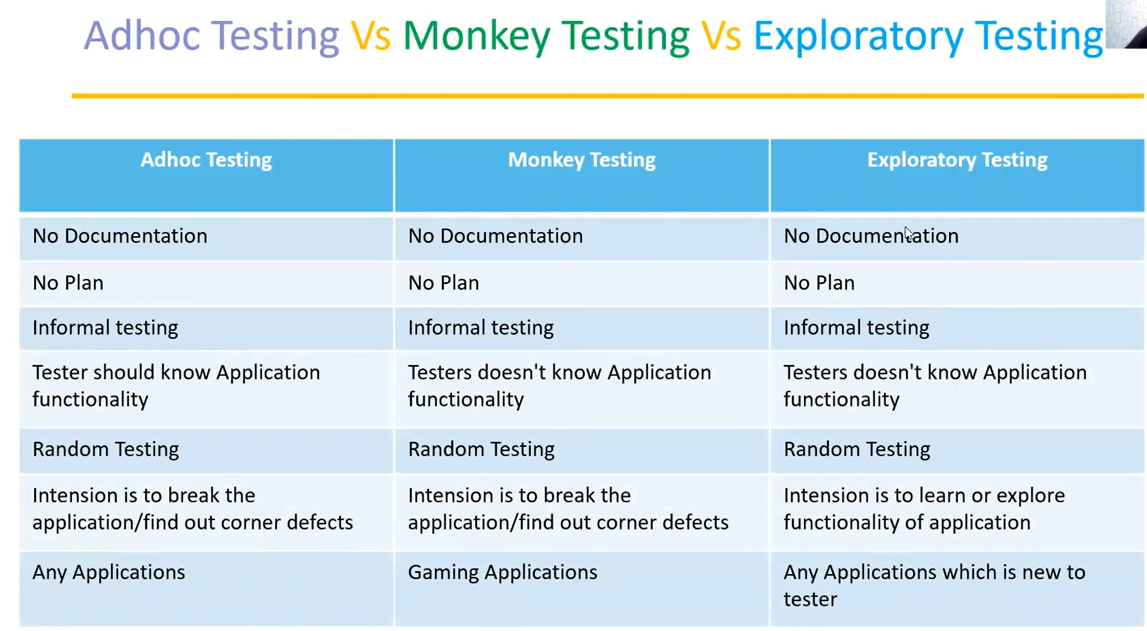 Adhoc Testing Vs Monkey Testing Vs Exploratory Testing
Adhoc Testing Monkey Testing Exploratory Testing
No Documentation No Documentation No Documentation
No Plan No Plan No Plan
Informal testing Informal testing Informal testing
Tester should know Application Testers doesn't know Application Testers doesn't know Application
functionality functionality functionality
Random Testing Random Testing Random Testing
Intension is to break the Intension is to break the Intension is to learn or explore
application/find out corner defects application/find out corner defects functionality of application
Any Applications Gaming Applications Any Applications which is new to
tester